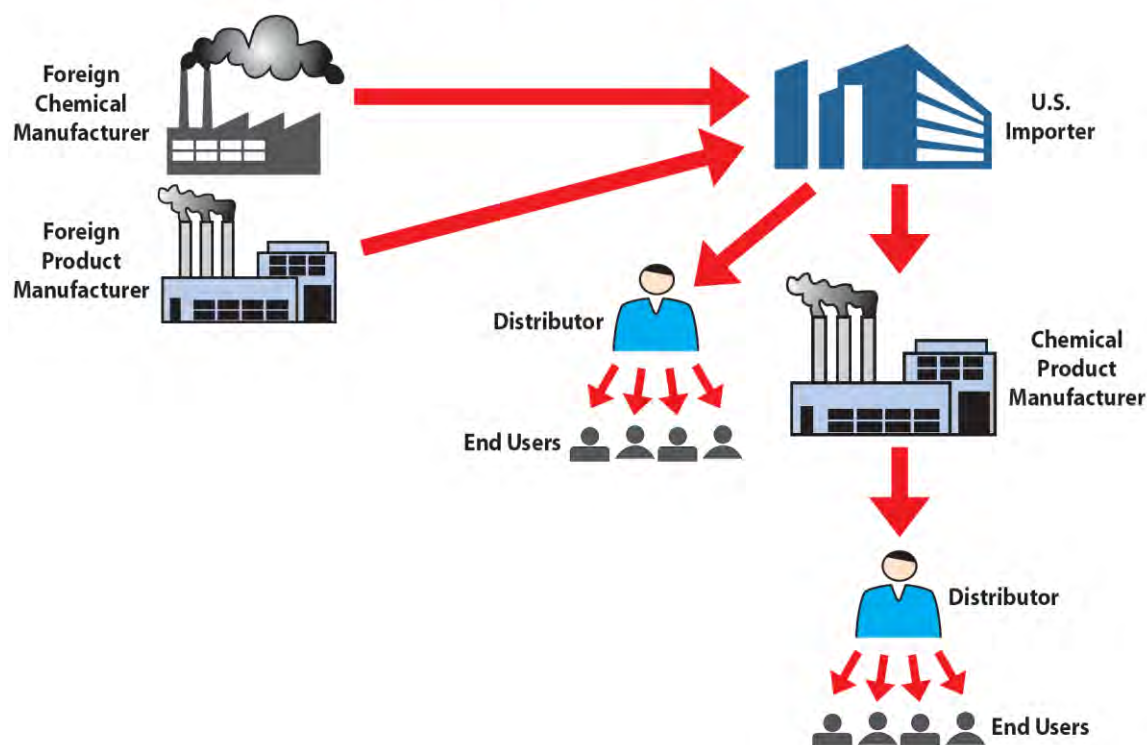 Foreign
Chemical
Manufacturer
U.S.
Importer
Foreign
Product
Manufacturer
Distributor
Chemical
Product
Manufacturer
End Users
Distributor
End Users